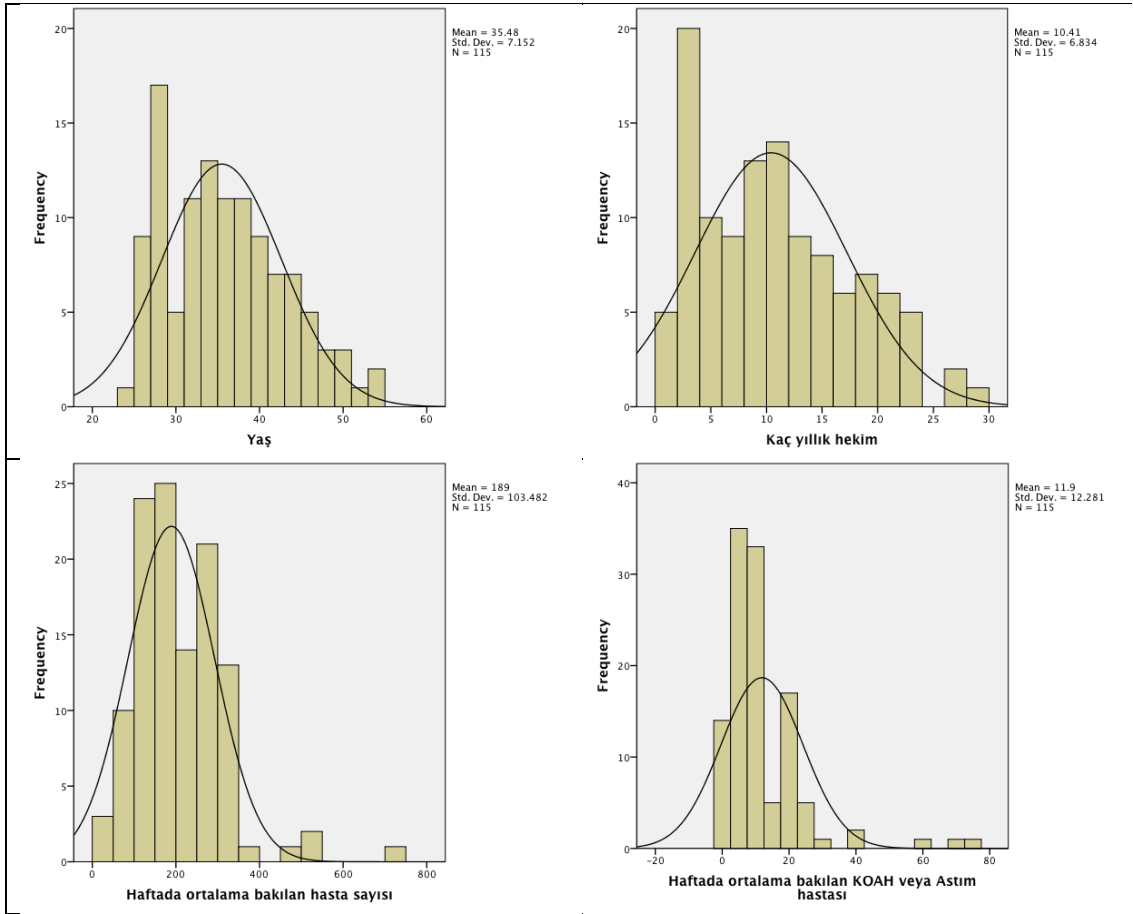 Mean = 35.48
Std. Dev. = 7.152
N = 115
20
15
10
5
0
Frequency
20 30 40 50 60
Yaş
Mean = 10.41
Std. Dev. = 6.834
N = 115
20
15
10
5
0
Frequency
0 5 10 15 20 25 30
Kaç yıllık hekim
Mean = 189
Std. Dev. = 103.482
N = 115
25
20
15
10
5
0
Frequency
0 200 400 600 800
Haftada ortalama bakılan hasta sayısı
Mean = 11.9
Std. Dev. = 12.281
N = 115
40
30
20
10
0
Frequency
-20 0 20 40 60 80
Haftada ortalama bakılan KOAH veya Astım
hastası